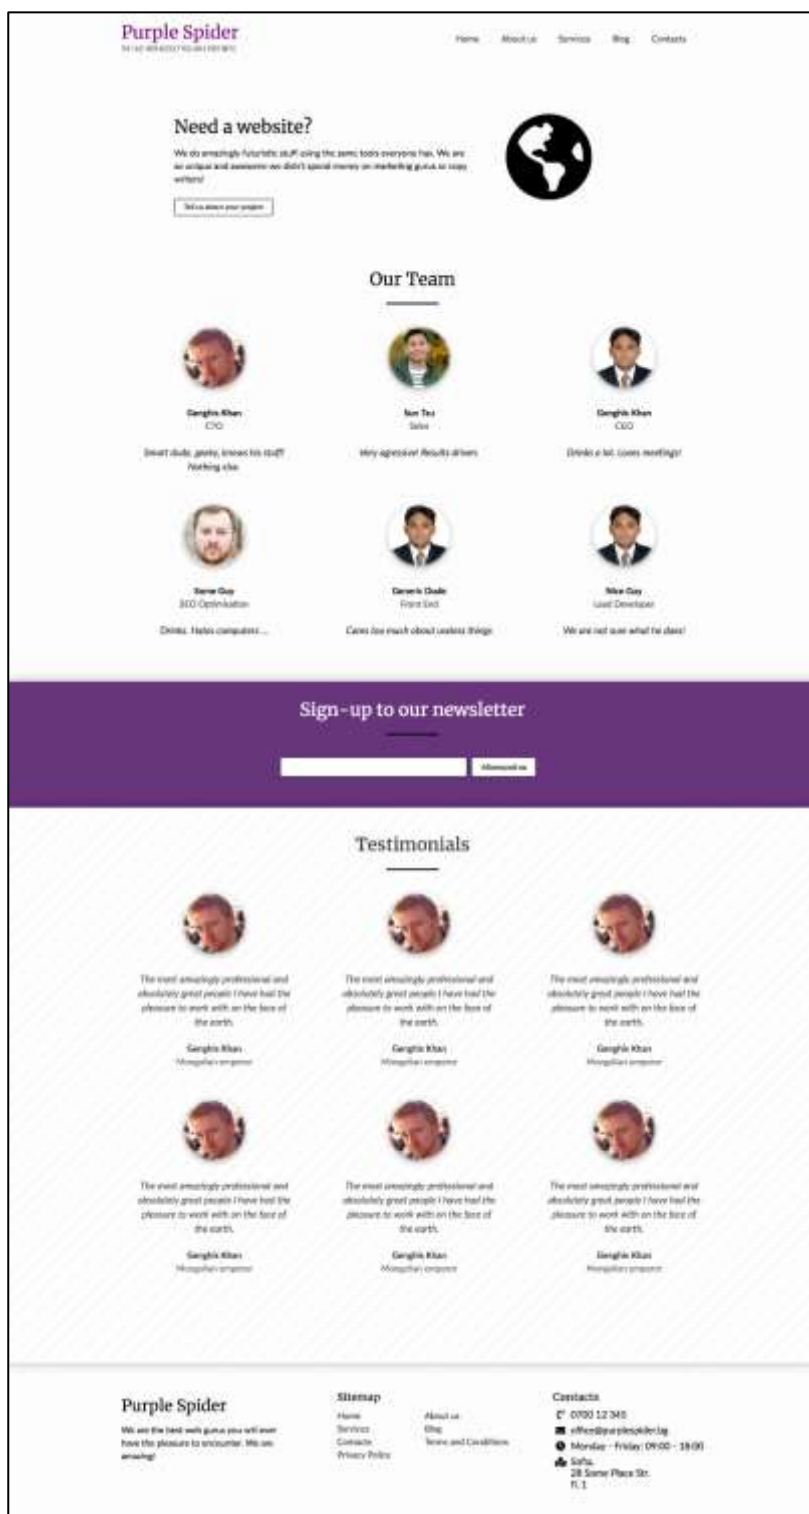 Purple Spider
Home About us Services Blog Contacts
Need a website?
We do amazingly futuristic stuff using the same tools everyone has. We are
so unique and awesome we didn't spend money on marketing gurus or copy
writers!
Tell us about your project
Our Team
Genghis Khan
CTO
Smart dude, geeky, knows his stuff!
Nothing else.
Sun Tzu
Sales
Very agressive! Results driven
Genghis Khan
CEO
Drinks a lot. Loves meetings!
Some Guy
SEO Optimisation
Drinks. Hates computers ...
Generic Dude
Front End
Cares too much about useless things
Nice Guy
Lead Developer
We are not sure what he does!
Sign-up to our newsletter
Testimonials
The most amazingly professional and
absolutely great people I have had the
pleasure to work with on the face of
the earth.
Genghis Khan
Mongolian emperor
The most amazingly professional and
absolutely great people I have had the
pleasure to work with on the face of
the earth.
Genghis Khan
Mongolian emperor
The most amazingly professional and
absolutely great people I have had the
pleasure to work with on the face of
the earth.
Genghis Khan
Mongolian emperor
The most amazingly professional and
absolutely great people I have had the
pleasure to work with on the face of
the earth.
Genghis Khan
Mongolian emperor
The most amazingly professional and
absolutely great people I have had the
pleasure to work with on the face of
the earth.
Genghis Khan
Mongolian emperor
The most amazingly professional and
absolutely great people I have had the
pleasure to work with on the face of
the earth.
Genghis Khan
Mongolian emperor
Purple Spider
We are the best web gurus you will ever
have the pleasure to encounter. We are
amazing!
Sitemap
Home About us
Services Blog
Contacts Terms and Conditions
Privacy Policy
Contacts
0700 12 345
office@purplespider.bg
Monday - Friday: 09:00 - 18:00
Sofia,
28 Some Place Str.
Fl. 1